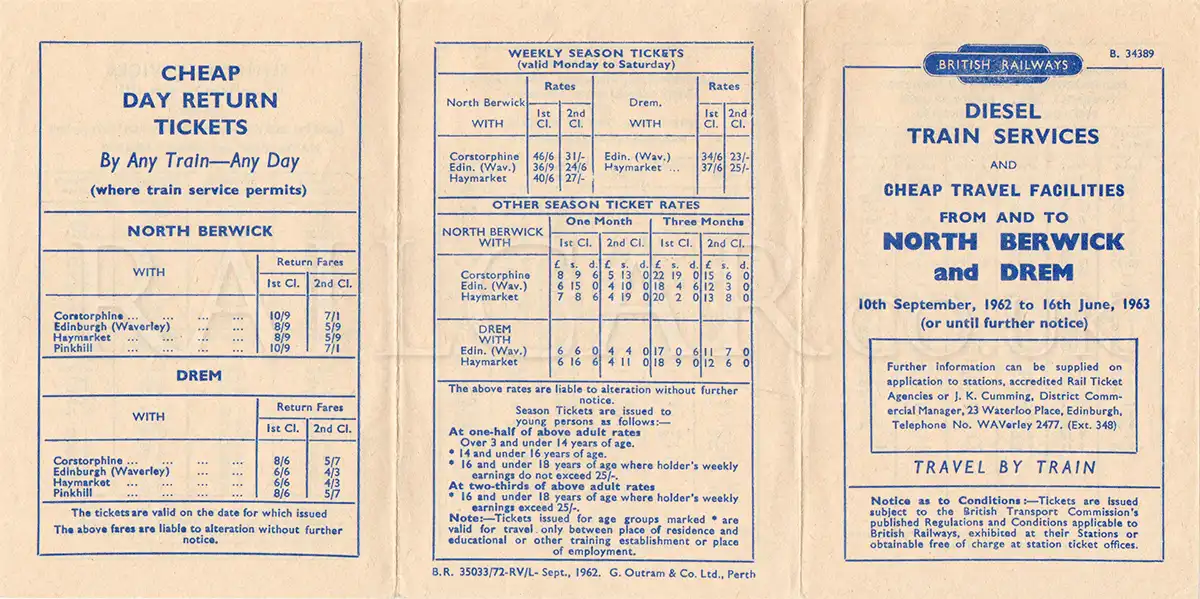 CHEAP
DAY RETURN
TICKETS
By Any Train—Any Day
(where train service permits)
NORTH BERWICK
WITH Return Fares
1st Cl. 2nd Cl.
Corstorphine ... ... ... 10/9 7/1
Edinburgh (Waverley) ... ... 8/9 5/9
Haymarket ... ... ... 8/9 5/9
Pinkhill ... ... ... 10/9 7/1
DREM
WITH Return Fares
1st Cl. 2nd Cl.
Corstorphine ... ... ... 8/6 5/7
Edinburgh (Waverley) ... ... 6/6 4/3
Haymarket ... ... ... 6/6 4/3
Pinkhill ... ... ... 8/6 5/7
The tickets are valid on the date for which issued
The above fares are liable to alteration without further
notice.
WEEKLY SEASON TICKETS
(valid Monday to Saturday)
North Berwick WITH Rates 1st Cl. 2nd Cl. Drem. WITH Rates 1st Cl. 2nd Cl.
Corstorphine 46/6 31/- Edin. (Wav.) 34/6 23/-
Edin. (Wav.) 36/9 24/6 Haymarket ... 37/6 25/-
Haymarket 40/6 27/-
OTHER SEASON TICKET RATES
NORTH BERWICK WITH One Month Three Months
1st Cl. 2nd Cl. 1st Cl. 2nd Cl.
£ s. d. £ s. d. £ s. d. £ s. d.
Corstorphine 8 9 6 5 13 0 22 19 0 15 6 0
Edin. (Wav.) 6 15 0 4 10 0 18 4 6 12 3 0
Haymarket 7 8 6 4 19 0 20 2 0 13 8 0
DREM
WITH
Edin. (Wav.) 6 6 0 4 4 0 17 0 6 11 7 0
Haymarket 6 16 6 4 11 0 18 9 0 12 6 0
The above rates are liable to alteration without further
notice.
Season Tickets are issued to
young persons as follows:—
At one-half of above adult rates
Over 3 and under 14 years of age.
* 14 and under 16 years of age.
* 16 and under 18 years of age where holder's weekly
earnings do not exceed 25/-.
At two-thirds of above adult rates
* 16 and under 18 years of age where holder's weekly
earnings exceed 25/-.
Note:—Tickets issued for age groups marked * are
valid for travel only between place of residence and
educational or other training establishment or place
of employment.
B.R. 35033/72-RV/L- Sept., 1962. G. Outram & Co. Ltd., Perth
BRITISH RAILWAYS
B. 34389
DIESEL
TRAIN SERVICES
AND
CHEAP TRAVEL FACILITIES
FROM AND TO
NORTH BERWICK
and DREM
10th September, 1962 to 16th June, 1963
(or until further notice)
Further information can be supplied on
application to stations, accredited Rail Ticket
Agencies or J. K. Cumming, District Comm-
ercial Manager, 23 Waterloo Place, Edinburgh,
Telephone No. WAVerley 2477. (Ext. 348)
TRAVEL BY TRAIN
Notice as to Conditions:—Tickets are issued
subject to the British Transport Commission's
published Regulations and Conditions applicable to
British Railways, exhibited at their Stations or
obtainable free of charge at station ticket offices.